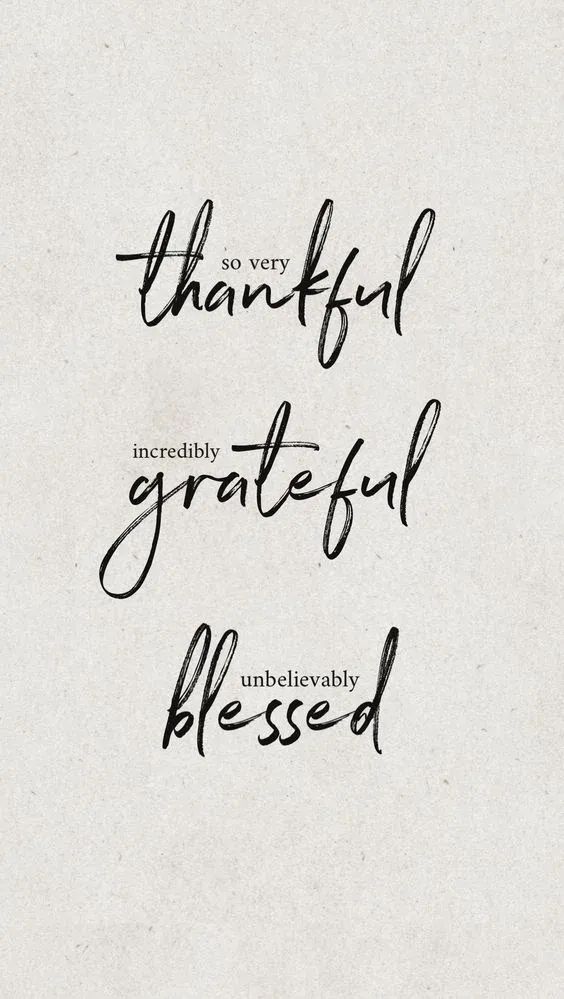 so very
thankful
incredibly
grateful
unbelievably
blessed